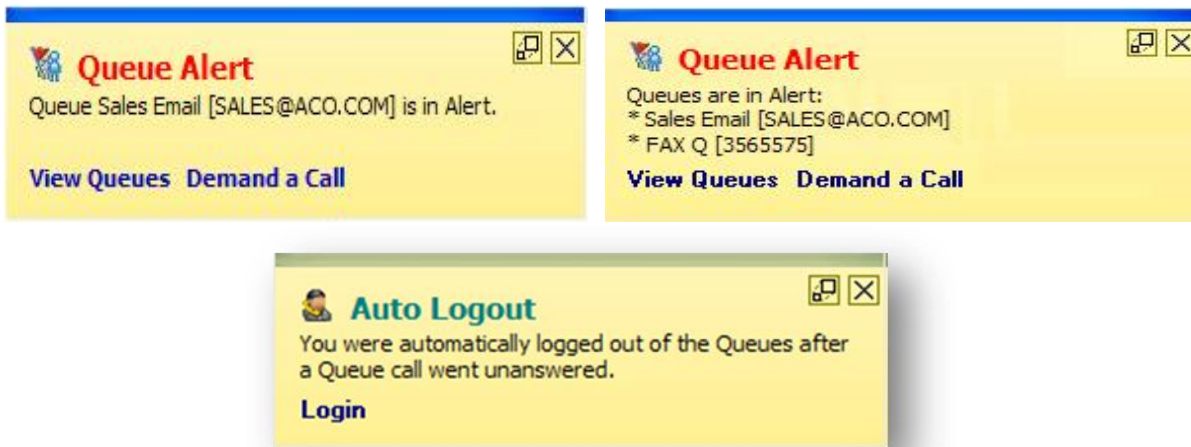 Queue Alert
Queue Sales Email [SALES@ACO.COM] is in Alert.
View Queues Demand a Call
Queue Alert
Queues are in Alert:
* Sales Email [SALES@ACO.COM]
* FAX Q [3565575]
View Queues Demand a Call
Auto Logout
You were automatically logged out of the Queues after
a Queue call went unanswered.
Login